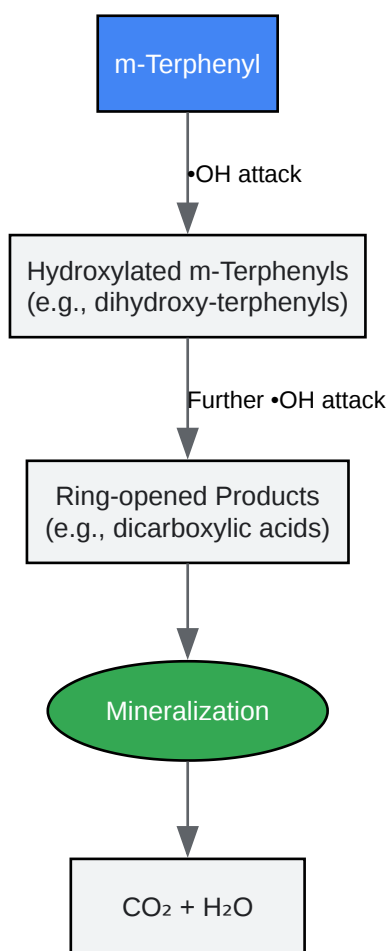 m-Terphenyl
•OH attack
Hydroxylated m-Terphenyls
(e.g., dihydroxy-terphenyls)
Further •OH attack
Ring-opened Products
(e.g., dicarboxylic acids)
Mineralization
CO₂ + H₂O